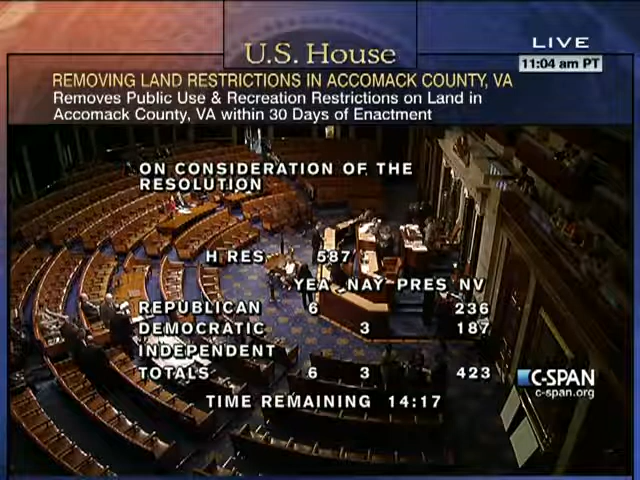 U.S. House
LIVE
11:04 am PT
REMOVING LAND RESTRICTIONS IN ACCOMACK COUNTY, VA
Removes Public Use & Recreation Restrictions on Land in
Accomack County, VA within 30 Days of Enactment
ON CONSIDERATION OF THE
RESOLUTION
H RES 587
YEA NAY PRES NV
REPUBLICAN 6 236
DEMOCRATIC 3 187
INDEPENDENT
TOTALS 6 3 423
TIME REMAINING 14:17
C-SPAN
c-span.org